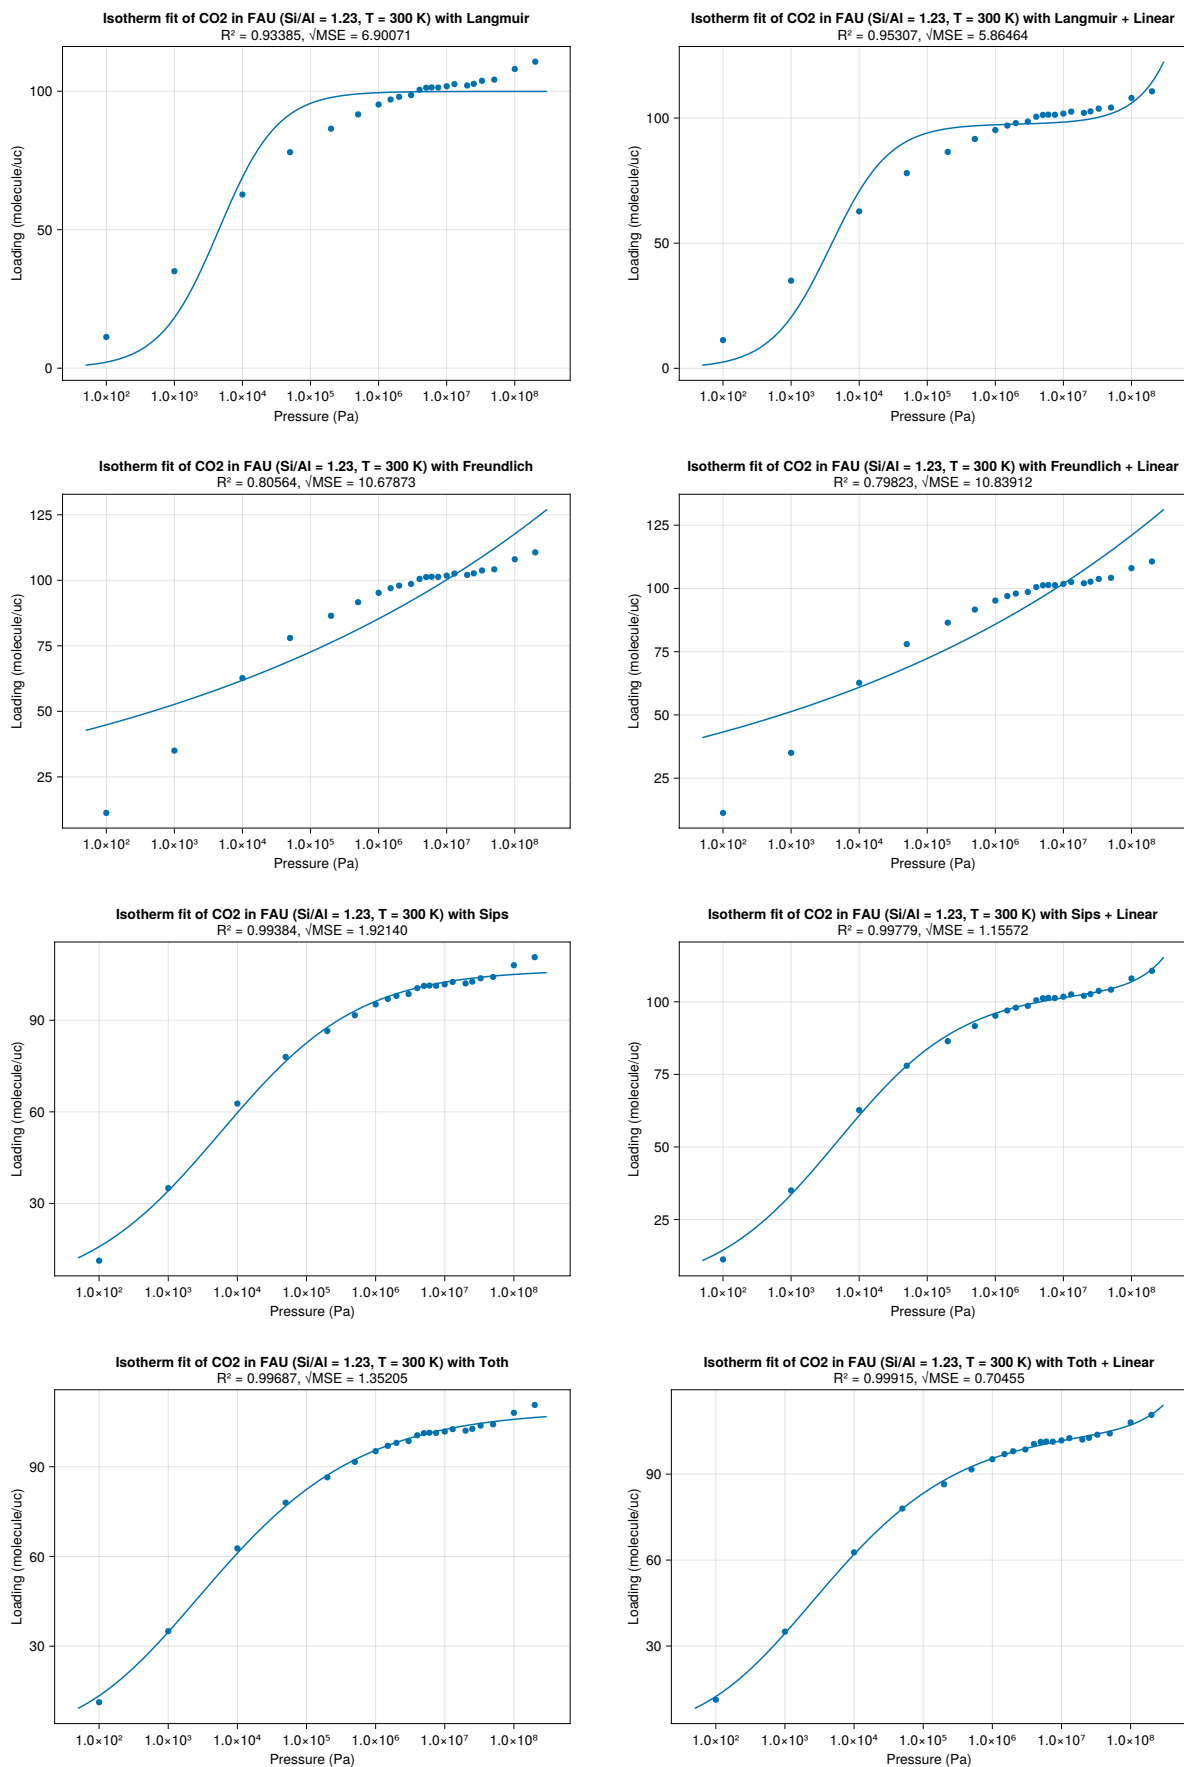 Isotherm fit of CO2 in FAU (Si/Al = 1.23, T = 300 K) with Langmuir
R² = 0.93385, √MSE = 6.90071
Loading (molecule/uc)
100
50
0
1.0×10² 1.0×10³ 1.0×10⁴ 1.0×10⁵ 1.0×10⁶ 1.0×10⁷ 1.0×10⁸
Pressure (Pa)
Isotherm fit of CO2 in FAU (Si/Al = 1.23, T = 300 K) with Langmuir + Linear
R² = 0.95307, √MSE = 5.86464
Loading (molecule/uc)
100
50
0
1.0×10² 1.0×10³ 1.0×10⁴ 1.0×10⁵ 1.0×10⁶ 1.0×10⁷ 1.0×10⁸
Pressure (Pa)
Isotherm fit of CO2 in FAU (Si/Al = 1.23, T = 300 K) with Freundlich
R² = 0.80564, √MSE = 10.67873
Loading (molecule/uc)
125
100
75
50
25
1.0×10² 1.0×10³ 1.0×10⁴ 1.0×10⁵ 1.0×10⁶ 1.0×10⁷ 1.0×10⁸
Pressure (Pa)
Isotherm fit of CO2 in FAU (Si/Al = 1.23, T = 300 K) with Freundlich + Linear
R² = 0.79823, √MSE = 10.83912
Loading (molecule/uc)
125
100
75
50
25
1.0×10² 1.0×10³ 1.0×10⁴ 1.0×10⁵ 1.0×10⁶ 1.0×10⁷ 1.0×10⁸
Pressure (Pa)
Isotherm fit of CO2 in FAU (Si/Al = 1.23, T = 300 K) with Sips
R² = 0.99384, √MSE = 1.92140
Loading (molecule/uc)
90
60
30
1.0×10² 1.0×10³ 1.0×10⁴ 1.0×10⁵ 1.0×10⁶ 1.0×10⁷ 1.0×10⁸
Pressure (Pa)
Isotherm fit of CO2 in FAU (Si/Al = 1.23, T = 300 K) with Sips + Linear
R² = 0.99779, √MSE = 1.15572
Loading (molecule/uc)
100
75
50
25
1.0×10² 1.0×10³ 1.0×10⁴ 1.0×10⁵ 1.0×10⁶ 1.0×10⁷ 1.0×10⁸
Pressure (Pa)
Isotherm fit of CO2 in FAU (Si/Al = 1.23, T = 300 K) with Toth
R² = 0.99687, √MSE = 1.35205
Loading (molecule/uc)
90
60
30
1.0×10² 1.0×10³ 1.0×10⁴ 1.0×10⁵ 1.0×10⁶ 1.0×10⁷ 1.0×10⁸
Pressure (Pa)
Isotherm fit of CO2 in FAU (Si/Al = 1.23, T = 300 K) with Toth + Linear
R² = 0.99915, √MSE = 0.70455
Loading (molecule/uc)
90
60
30
1.0×10² 1.0×10³ 1.0×10⁴ 1.0×10⁵ 1.0×10⁶ 1.0×10⁷ 1.0×10⁸
Pressure (Pa)